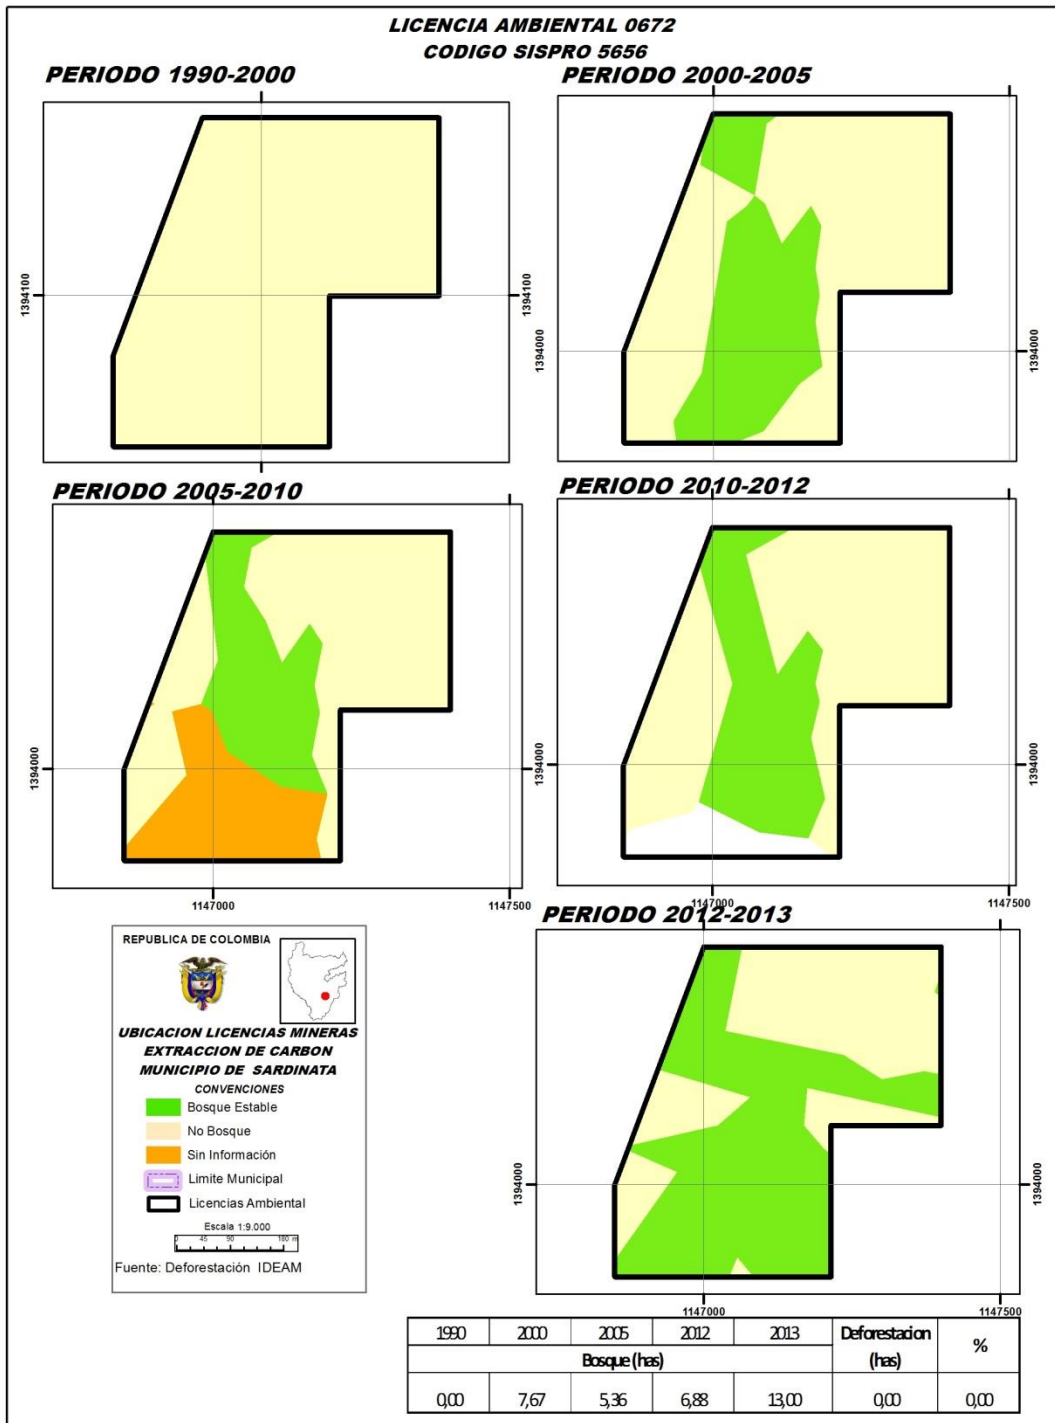 LICENCIA AMBIENTAL 0672
CODIGO SISPRO 5656
PERIODO 1990-2000
PERIODO 2000-2005
1394100
1394100
1394000
1394000
PERIODO 2005-2010
PERIODO 2010-2012
1394000
1394000
1394000
1147000
1147500
1147000
1147500
PERIODO 2012-2013
1394000
1394000
1147000
1147500
REPUBLICA DE COLOMBIA
UBICACION LICENCIAS MINERAS
EXTRACCION DE CARBON
MUNICIPIO DE SARDINATA
CONVENCIONES
Bosque Estable
No Bosque
Sin Información
Limite Municipal
Licencias Ambiental
Escala 1:9.000
0 45 90 180 m
Fuente: Deforestación IDEAM
1990 2000 2005 2012 2013 Deforestacion (has) %
Bosque (has)
0,00 7,67 5,36 6,88 13,00 0,00 0,00